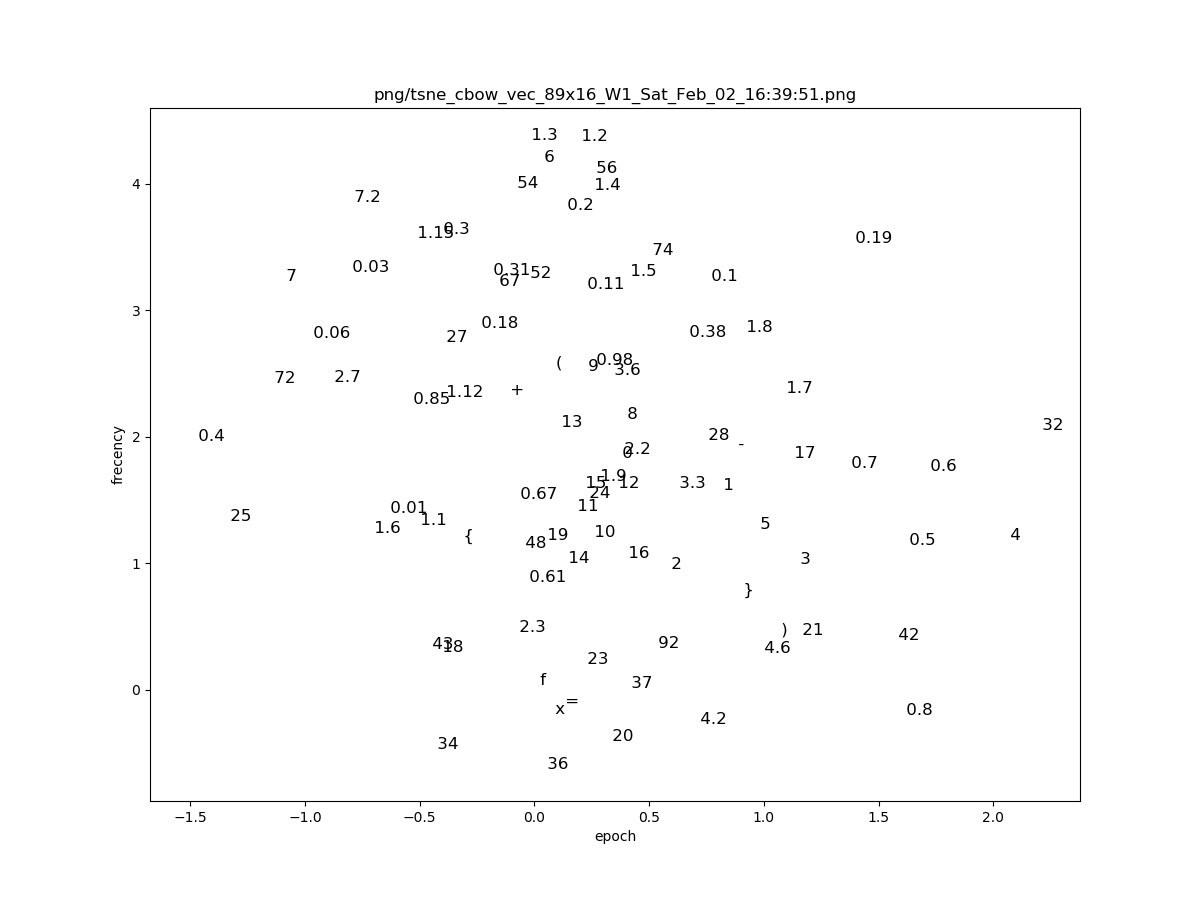 png/tsne_cbow_vec_89x16_W1_Sat_Feb_02_16:39:51.png
1.3 1.2
6
56
54 1.4
7.2
0.2
0.3
1.15
0.19
74
0.03 0.31 52 1.5
7 67 0.11 0.1
0.18
0.06 27 0.38 1.8
( 9 0.98
3.6
72 2.7
0.85 1.12 + 1.7
13 8
0.4 28 - 32
0 2.2 17
0.7 0.6
1.9
15 12 3.3 1
0.67 24
0.01 11
25 1.6 1.1 5
{ 48 19 10 0.5 4
14 16 2 3
0.61
}
2.3 ) 21 42
43 18 92 4.6
23
f 37
x =
4.2 0.8
34 20
36
4
3
2
1
0
frecency
−1.5 −1.0 −0.5 0.0 0.5 1.0 1.5 2.0
epoch